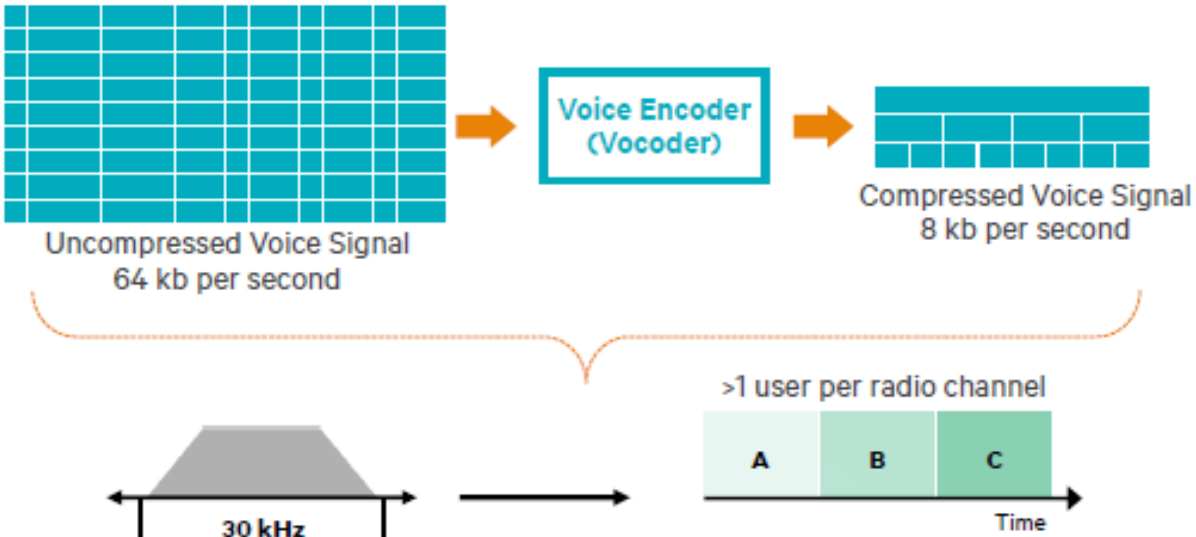 Voice Encoder
(Vocoder)
Uncompressed Voice Signal
64 kb per second
Compressed Voice Signal
8 kb per second
>1 user per radio channel
A B C
Time
30 kHz